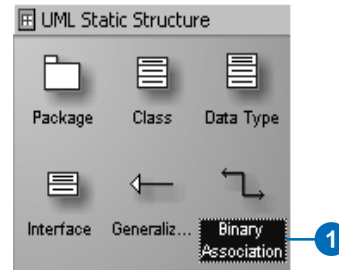 UML Static Structure
Package Class Data Type
Interface Generaliz... Binary Association
1